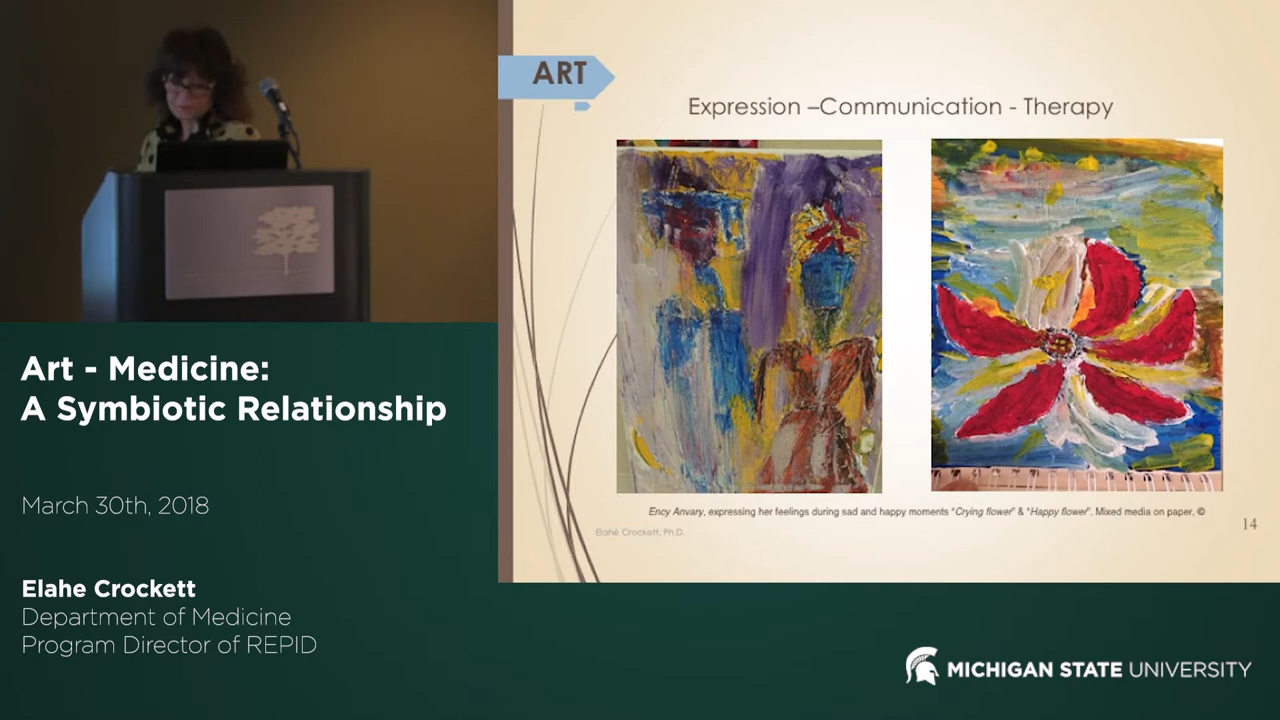 ART
Expression –Communication - Therapy
Ency Anvary, expressing her feelings during sad and happy moments “Crying flower” & “Happy flower”. Mixed media on paper, ©
Elahé Crockett, Ph.D.
14
Art - Medicine:
A Symbiotic Relationship
March 30th, 2018
Elahe Crockett
Department of Medicine
Program Director of REPID
MICHIGAN STATE UNIVERSITY